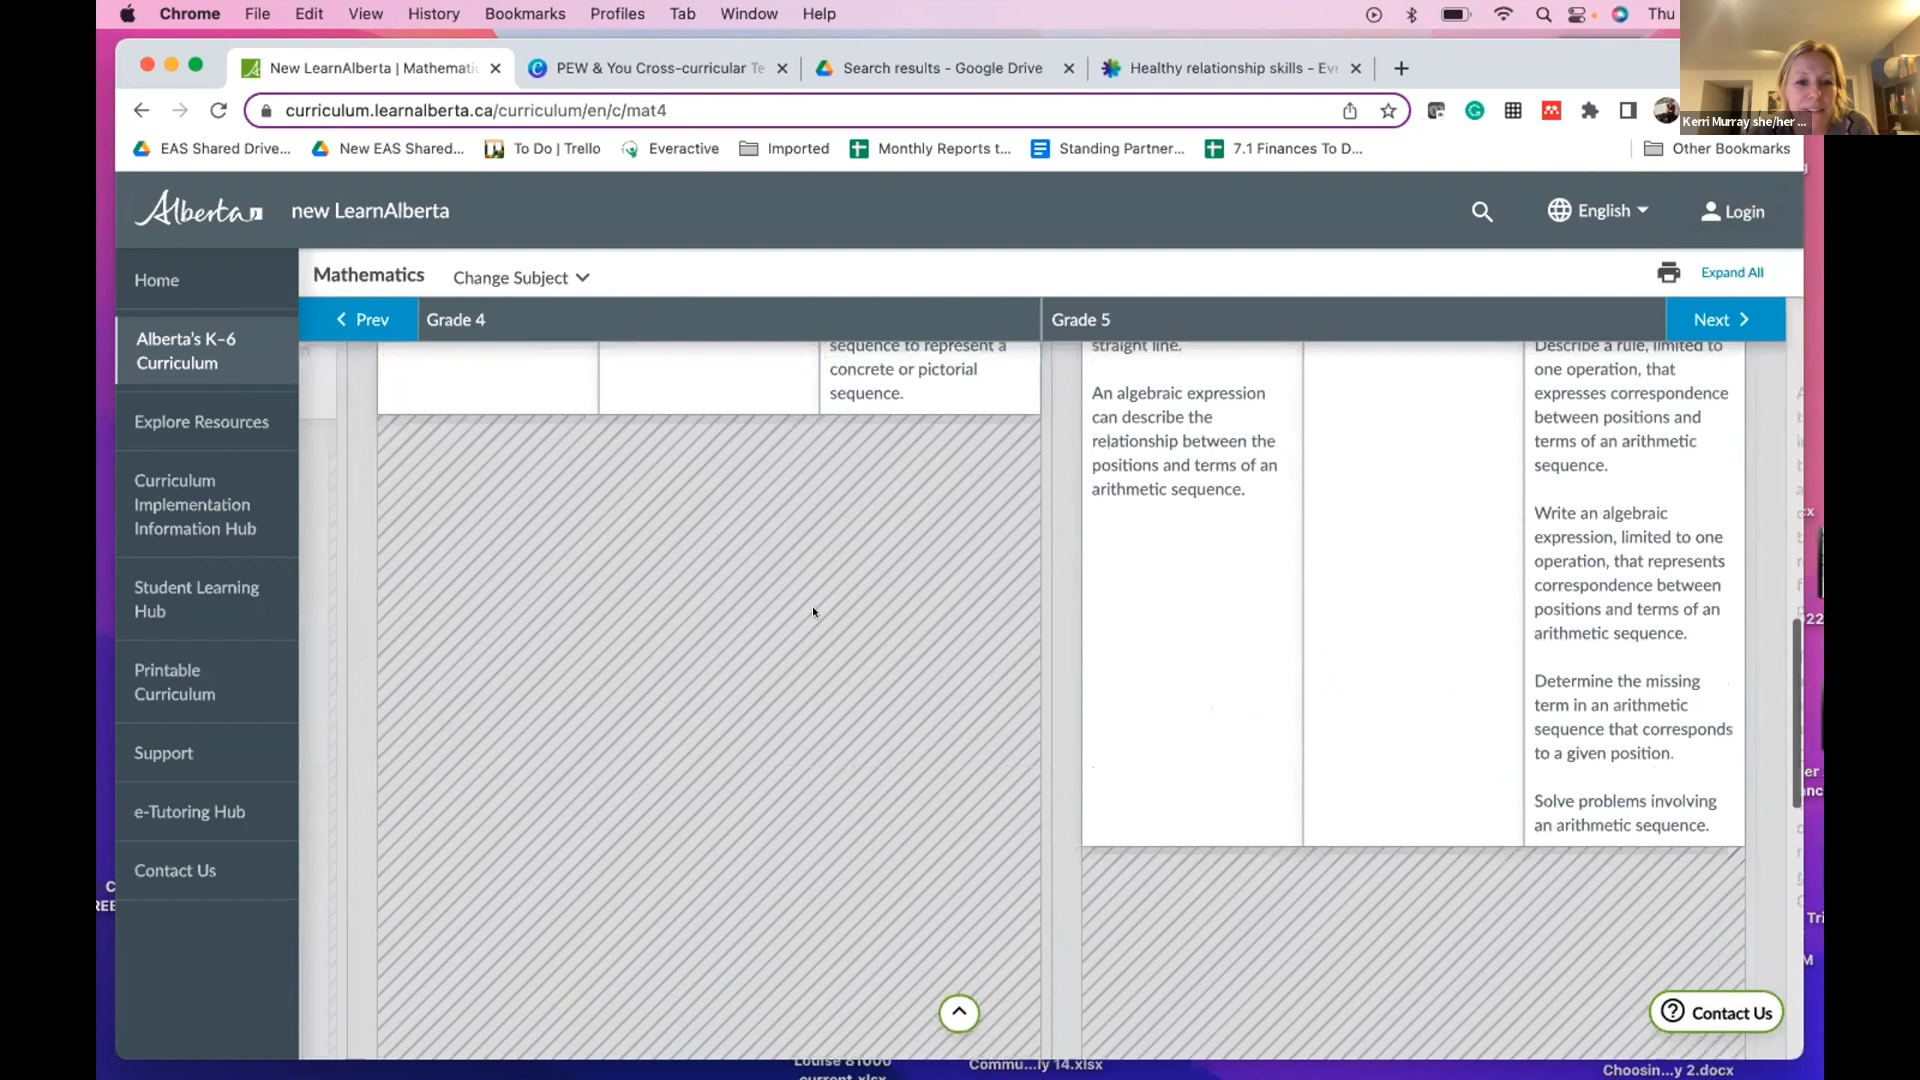 Chrome File Edit View History Bookmarks Profiles Tab Window Help Thu
New LearnAlberta | Mathemati
PEW & You Cross-curricular Te
Search results - Google Drive
Healthy relationship skills - Ev
Kerri Murray she/her ...
curriculum.learnalberta.ca/curriculum/en/c/mat4
EAS Shared Drive... New EAS Shared... To Do | Trello Everactive Imported Monthly Reports t... Standing Partner... 7.1 Finances To D... Other Bookmarks
Alberta new LearnAlberta English Login
Home
Alberta's K–6
Curriculum
Explore Resources
Curriculum
Implementation
Information Hub
Student Learning
Hub
Printable
Curriculum
Support
e-Tutoring Hub
Contact Us
Mathematics Change Subject Expand All
Prev Grade 4 Grade 5 Next
sequence to represent a
concrete or pictorial
sequence.
straight line.
An algebraic expression
can describe the
relationship between the
positions and terms of an
arithmetic sequence.
Describe a rule, limited to
one operation, that
expresses correspondence
between positions and
terms of an arithmetic
sequence.
Write an algebraic
expression, limited to one
operation, that represents
correspondence between
positions and terms of an
arithmetic sequence.
Determine the missing
term in an arithmetic
sequence that corresponds
to a given position.
Solve problems involving
an arithmetic sequence.
Contact Us
Commu...ly 14.xlsx
Choosin...y 2.docx